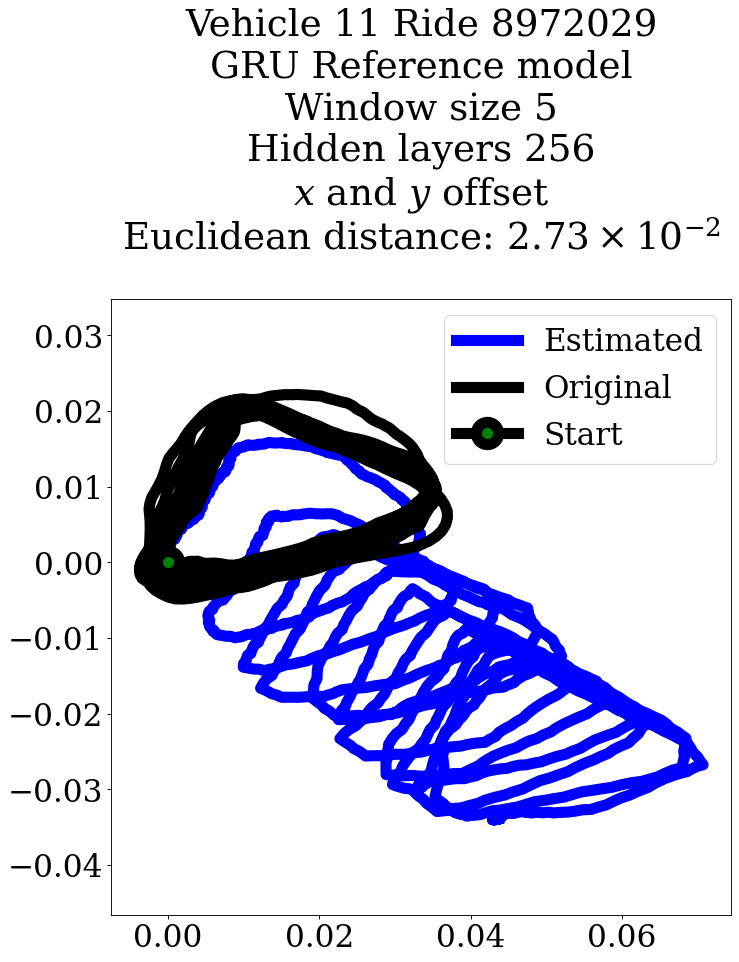 Vehicle 11 Ride 8972029
GRU Reference model
Window size 5
Hidden layers 256
x and y offset
Euclidean distance: 2.73 × 10⁻²
Estimated
Original
Start
0.03
0.02
0.01
0.00
−0.01
−0.02
−0.03
−0.04
0.00 0.02 0.04 0.06